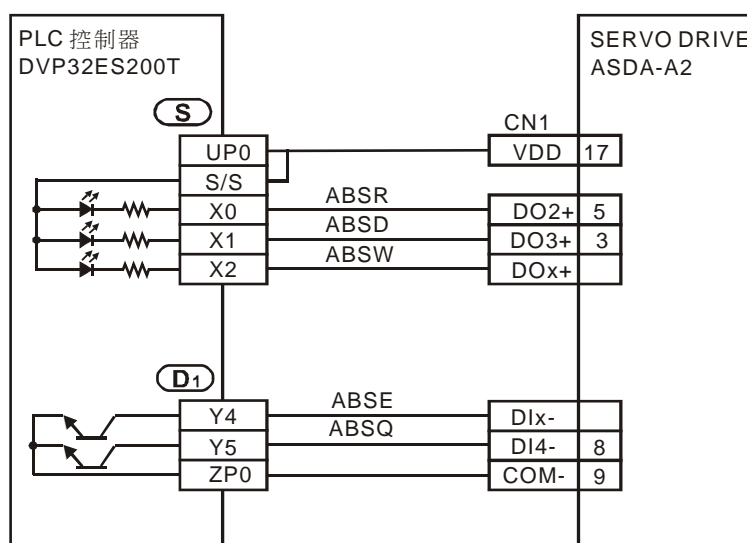 PLC 控制器
DVP32ES200T
SERVO DRIVE
ASDA-A2
S
CN1
UP0
VDD 17
S/S
X0
ABSR
DO2+ 5
X1
ABSD
DO3+ 3
X2
ABSW
DOx+
D1
Y4
ABSE
DIx-
Y5
ABSQ
DI4- 8
ZP0
COM- 9